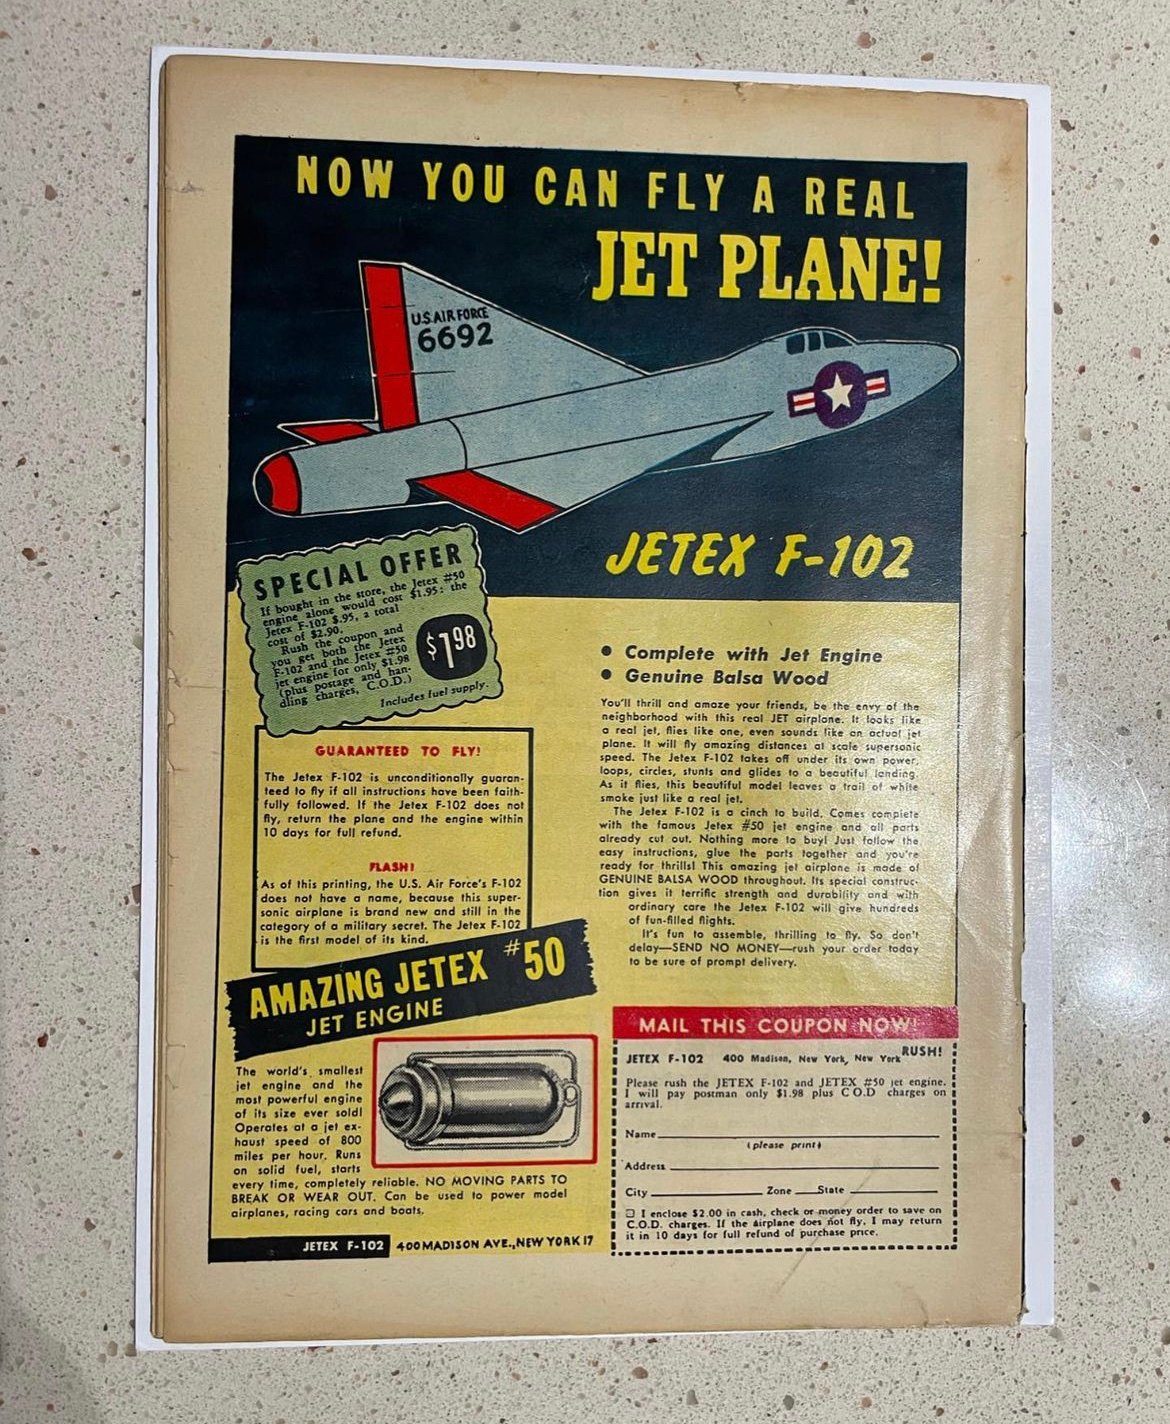 NOW YOU CAN FLY A REAL
JET PLANE!
U.S. AIR FORCE
6692
JETEX F-102
SPECIAL OFFER
If bought in the store, the Jetex #50
engine alone would cost $1.95: the
Jetex F-102 $.95, a total
cost of $2.90.
Rush the coupon and
you get both the Jetex
F-102 and the Jetex #50
jet engine for only $1.98
(plus postage and han-
dling charges, C.O.D.)
$1.98
Includes fuel supply.
GUARANTEED TO FLY!
The Jetex F-102 is unconditionally guaran-
teed to fly if all instructions have been faith-
fully followed. If the Jetex F-102 does not
fly, return the plane and the engine within
10 days for full refund.
FLASH!
As of this printing, the U.S. Air Force's F-102
does not have a name, because this super-
sonic airplane is brand new and still in the
category of a military secret. The Jetex F-102
is the first model of its kind.
• Complete with Jet Engine
• Genuine Balsa Wood
You'll thrill and amaze your friends, be the envy of the
neighborhood with this real JET airplane. It looks like
a real jet, flies like one, even sounds like an actual jet
plane. It will fly amazing distances at scale supersonic
speed. The Jetex F-102 takes off under its own power,
loops, circles, stunts and glides to a beautiful landing.
As it flies, this beautiful model leaves a trail of white
smoke just like a real jet.
The Jetex F-102 is a cinch to build. Comes complete
with the famous Jetex #50 jet engine and all parts
already cut out. Nothing more to buy! Just follow the
easy instructions, glue the parts together and you're
ready for thrills! This amazing jet airplane is made of
GENUINE BALSA WOOD throughout. Its special construc-
tion gives it terrific strength and durability and with
ordinary care the Jetex F-102 will give hundreds
of fun-filled flights.
It's fun to assemble, thrilling to fly. So don't
delay—SEND NO MONEY—rush your order today
to be sure of prompt delivery.
AMAZING JETEX #50
JET ENGINE
The world's smallest
jet engine and the
most powerful engine
of its size ever sold!
Operates at a jet ex-
haust speed of 800
miles per hour. Runs
on solid fuel, starts
every time, completely reliable. NO MOVING PARTS TO
BREAK OR WEAR OUT. Can be used to power model
airplanes, racing cars and boats.
JETEX F-102 400 MADISON AVE., NEW YORK 17
MAIL THIS COUPON NOW!
JETEX F-102 400 Madison, New York, New York RUSH!
Please rush the JETEX F-102 and JETEX #50 jet engine.
I will pay postman only $1.98 plus C.O.D charges on
arrival.
Name
(please print)
Address
City Zone State
☐ I enclose $2.00 in cash, check or money order to save on
C.O.D. charges. If the airplane does not fly, I may return
it in 10 days for full refund of purchase price.